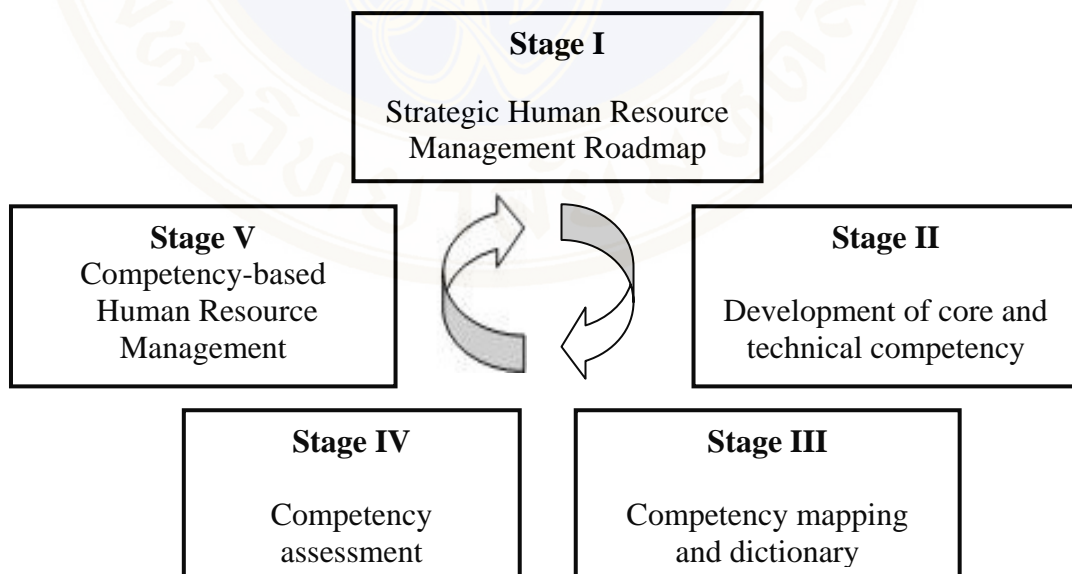 Stage I
Strategic Human Resource
Management Roadmap
Stage V
Competency-based
Human Resource
Management
Stage II
Development of core and
technical competency
Stage IV
Competency
assessment
Stage III
Competency mapping
and dictionary